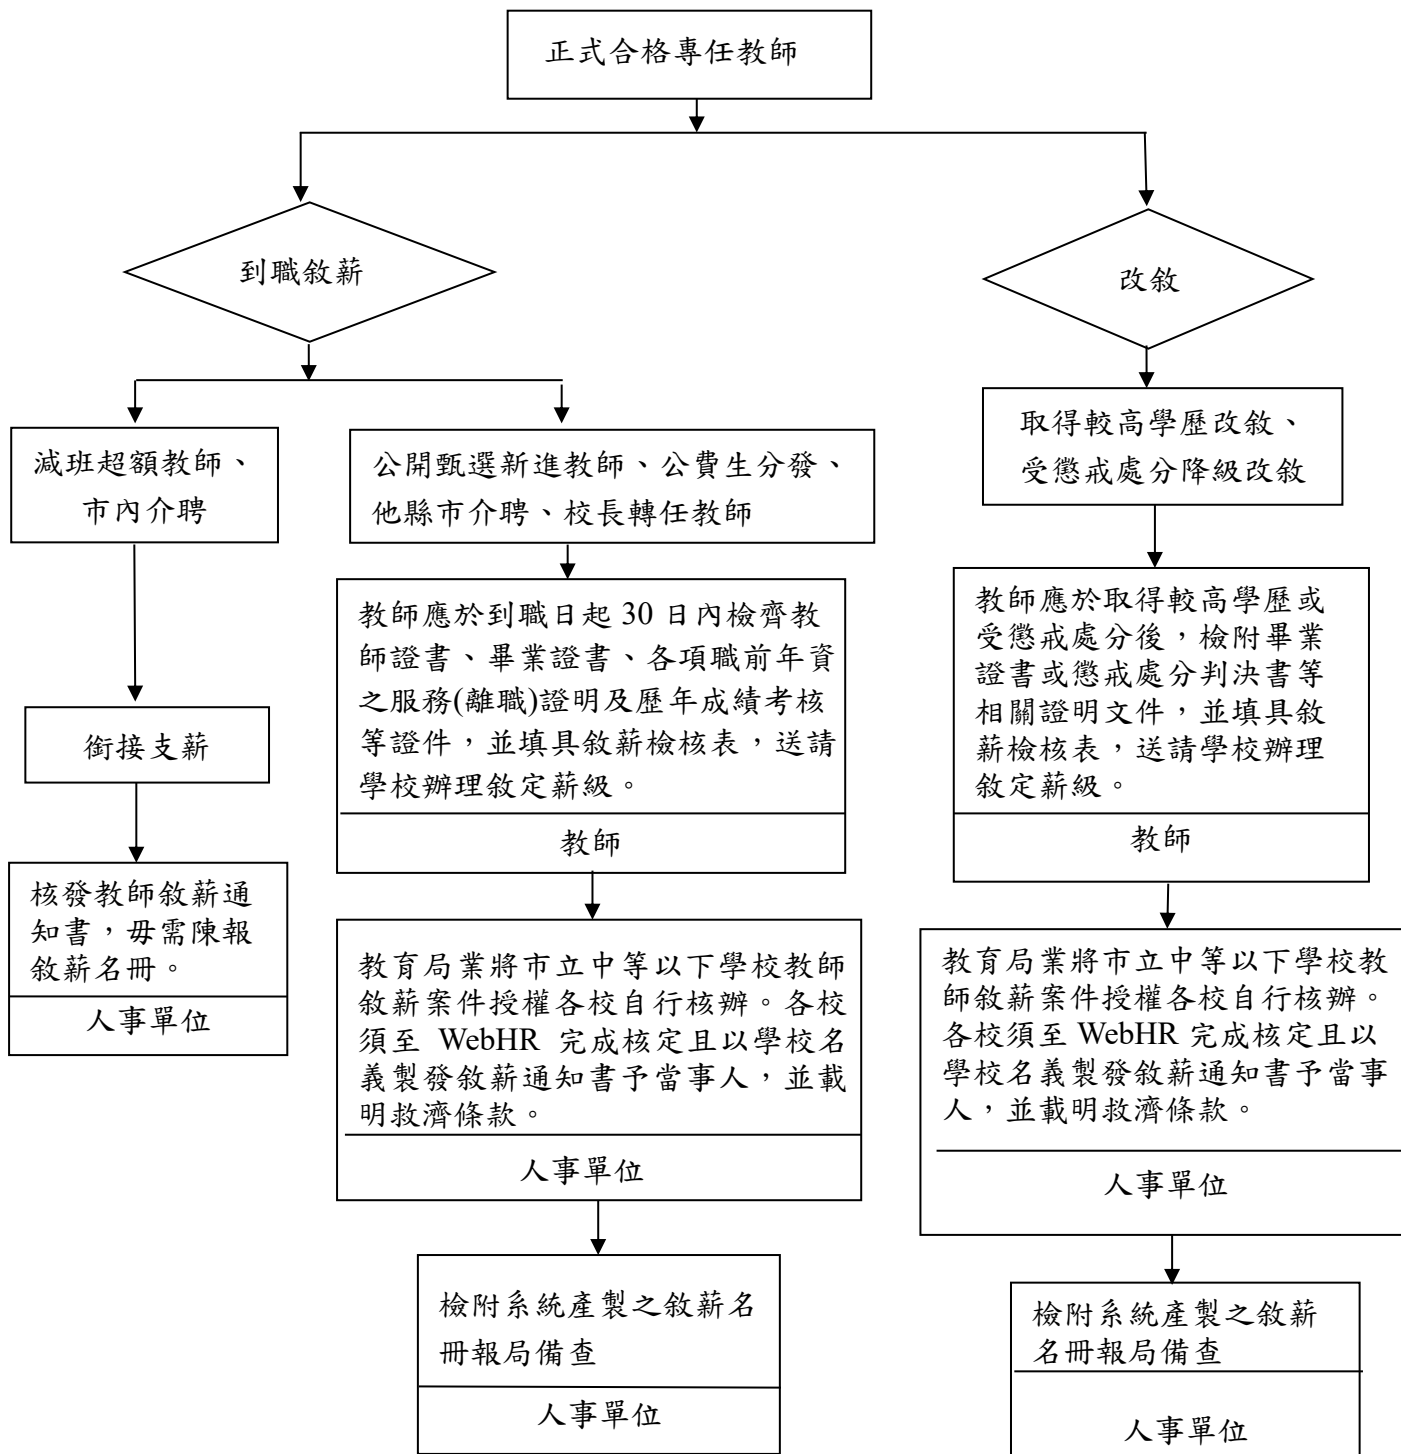 正式合格專任教師
到職敘薪
改敘
減班超額教師、
市內介聘
公開甄選新進教師、公費生分發、
他縣市介聘、校長轉任教師
取得較高學歷改敘、
受懲戒處分降級改敘
銜接支薪
教師應於到職日起 30 日內檢齊教
師證書、畢業證書、各項職前年資
之服務(離職)證明及歷年成績考核
等證件，並填具敘薪檢核表，送請
學校辦理敘定薪級。
教師
教師應於取得較高學歷或
受懲戒處分後，檢附畢業
證書或懲戒處分判決書等
相關證明文件，並填具敘
薪檢核表，送請學校辦理
敘定薪級。
教師
核發教師敘薪通
知書，毋需陳報
敘薪名冊。
人事單位
教育局業將市立中等以下學校教師
敘薪案件授權各校自行核辦。各校
須至 WebHR 完成核定且以學校名
義製發敘薪通知書予當事人，並載
明救濟條款。
人事單位
教育局業將市立中等以下學校教
師敘薪案件授權各校自行核辦。
各校須至 WebHR 完成核定且以
學校名義製發敘薪通知書予當事
人，並載明救濟條款。
人事單位
檢附系統產製之敘薪名
冊報局備查
人事單位
檢附系統產製之敘薪
名冊報局備查
人事單位